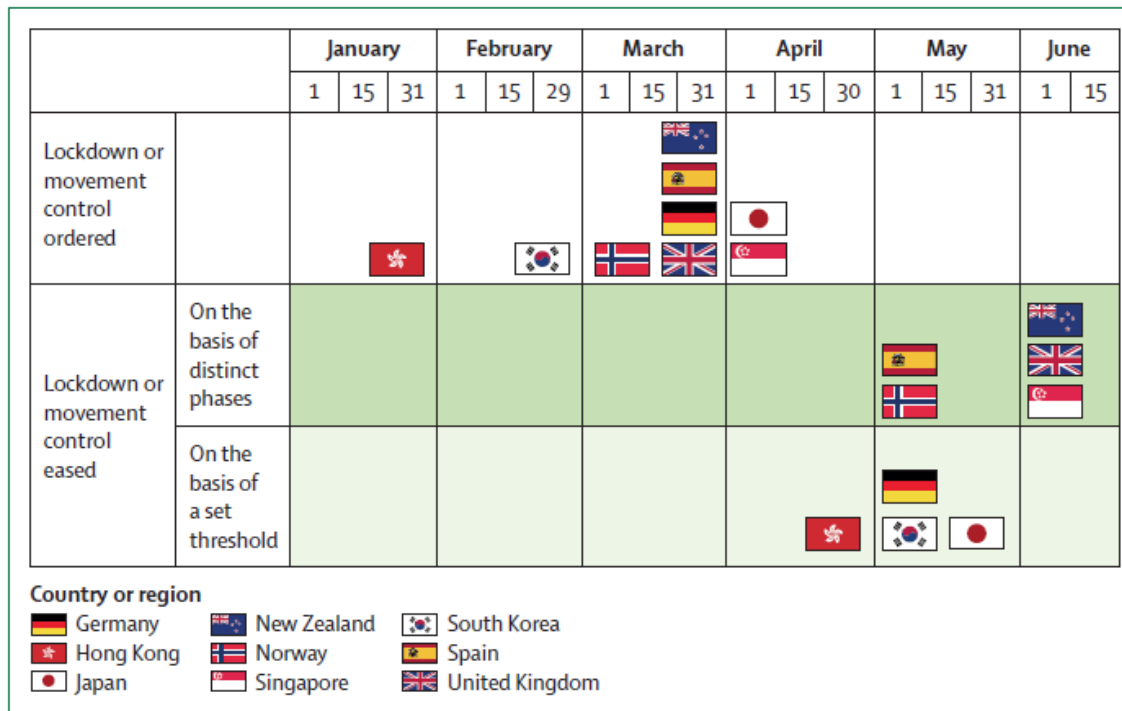 January February March April May June
1 15 31 1 15 29 1 15 31 1 15 30 1 15 31 1 15
Lockdown or
movement
control
ordered
Lockdown or
movement
control
eased
On the
basis of
distinct
phases
On the
basis of
a set
threshold
Country or region
Germany New Zealand South Korea
Hong Kong Norway Spain
Japan Singapore United Kingdom